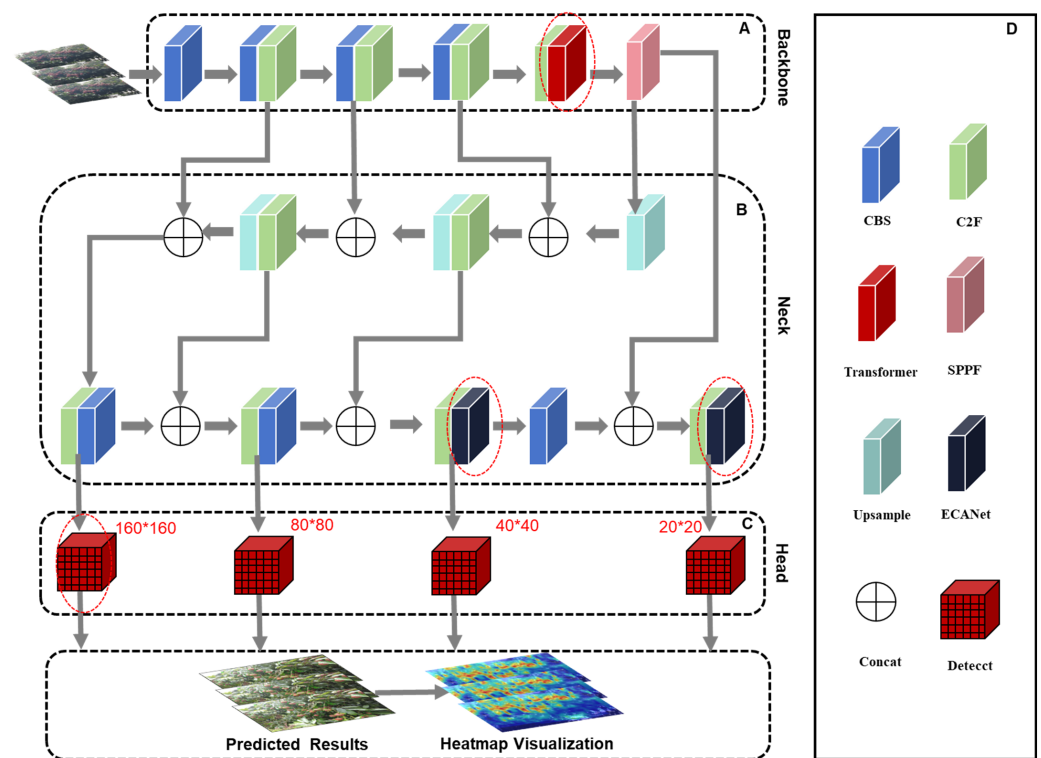 A
Backbone
D
CBS
C2F
B
Neck
Transformer
SPPF
Upsample
ECANet
160*160
80*80
40*40
20*20
C
Head
Concat
Detecct
Predicted Results
Heatmap Visualization